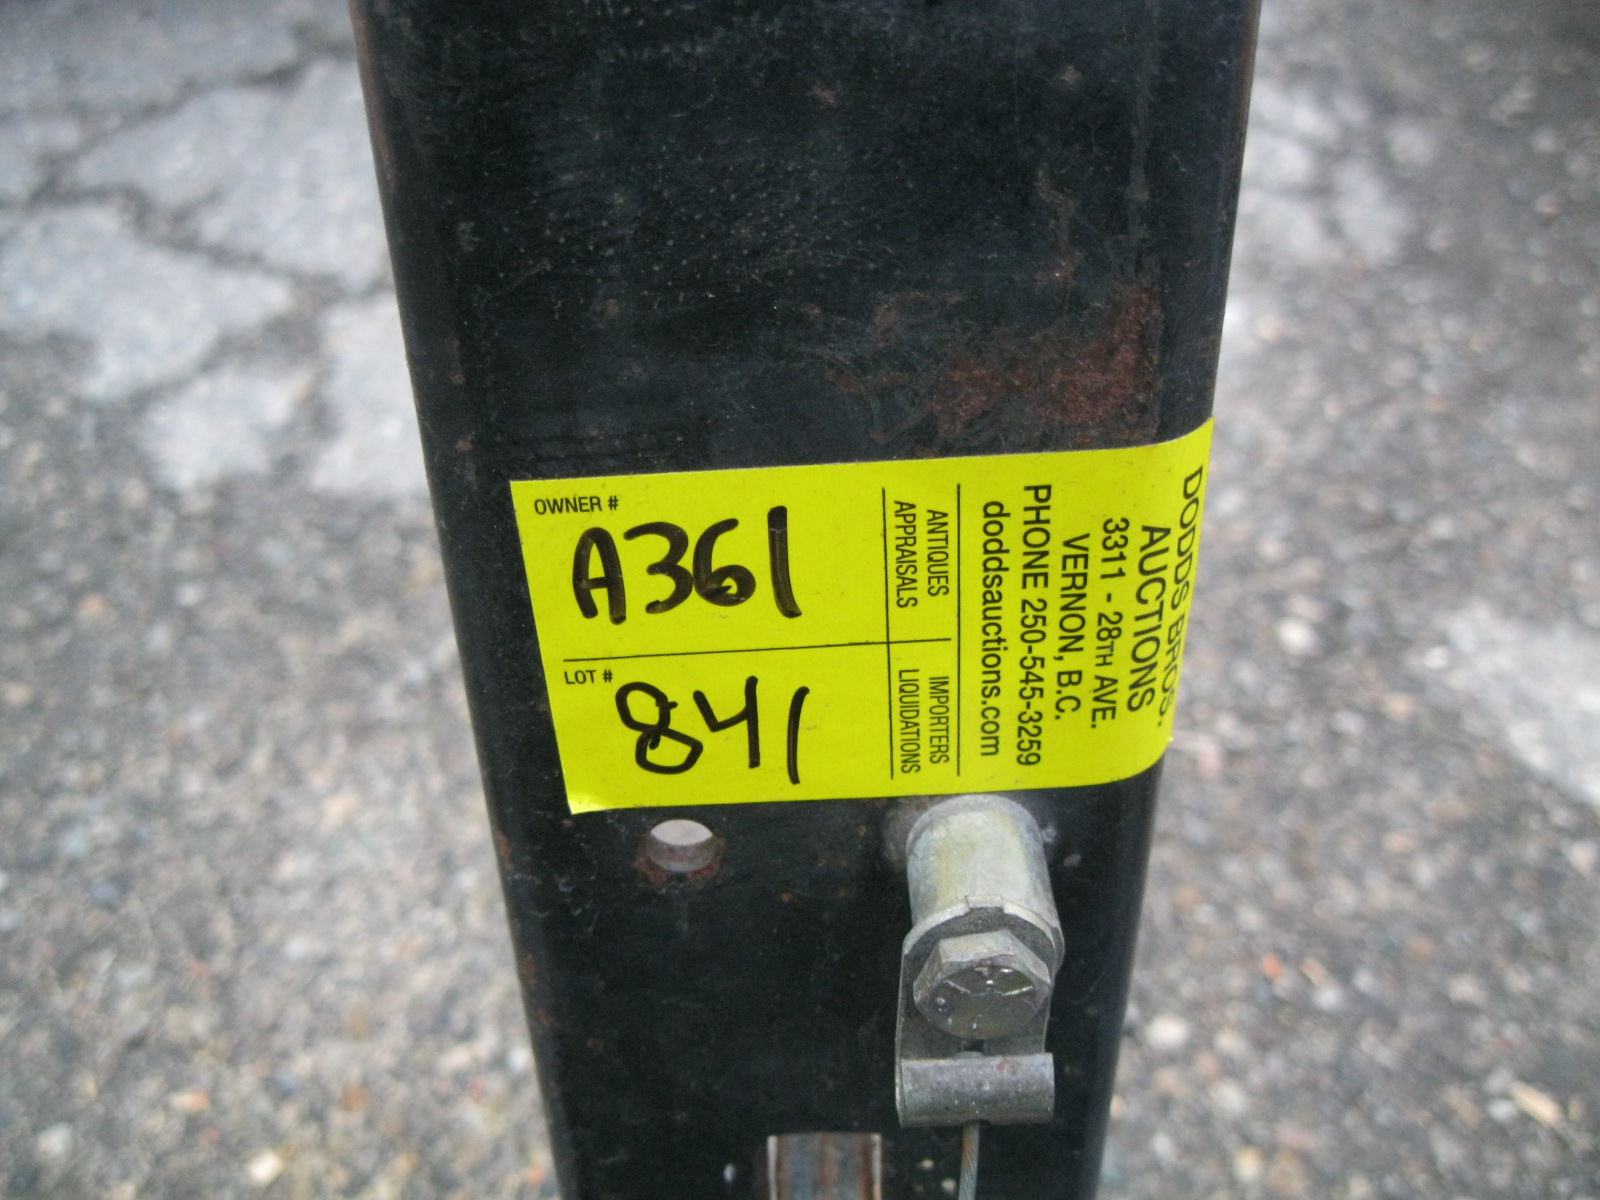 OWNER #
A361
LOT #
841
ANTIQUES
APPRAISALS
IMPORTERS
LIQUIDATIONS
DODDS BROS.
AUCTIONS
3311 - 28TH AVE.
VERNON, B.C.
PHONE 250-545-3259
doddsauctions.com